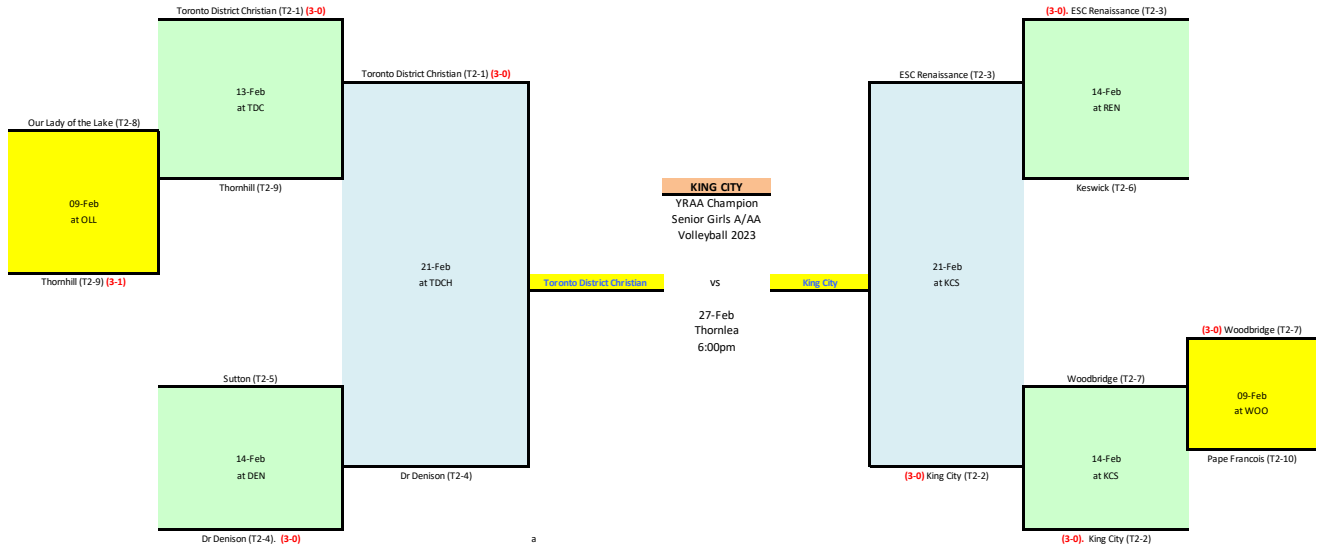 Toronto District Christian (T2-1) (3-0)
(3-0). ESC Renaissance (T2-3)
Toronto District Christian (T2-1) (3-0)
ESC Renaissance (T2-3)
13-Feb
at TDC
14-Feb
at REN
Our Lady of the Lake (T2-8)
Thornhill (T2-9)
KING CITY
Keswick (T2-6)
09-Feb
at OLL
YRAA Champion
Senior Girls A/AA
Volleyball 2023
21-Feb
at TDCH
21-Feb
at KCS
Thornhill (T2-9) (3-1)
Toronto District Christian
vs
King City
27-Feb
Thornlea
6:00pm
(3-0) Woodbridge (T2-7)
Sutton (T2-5)
Woodbridge (T2-7)
09-Feb
at WOO
14-Feb
at DEN
Dr Denison (T2-4)
(3-0) King City (T2-2)
14-Feb
at KCS
Pape Francois (T2-10)
Dr Denison (T2-4). (3-0)
a
(3-0). King City (T2-2)